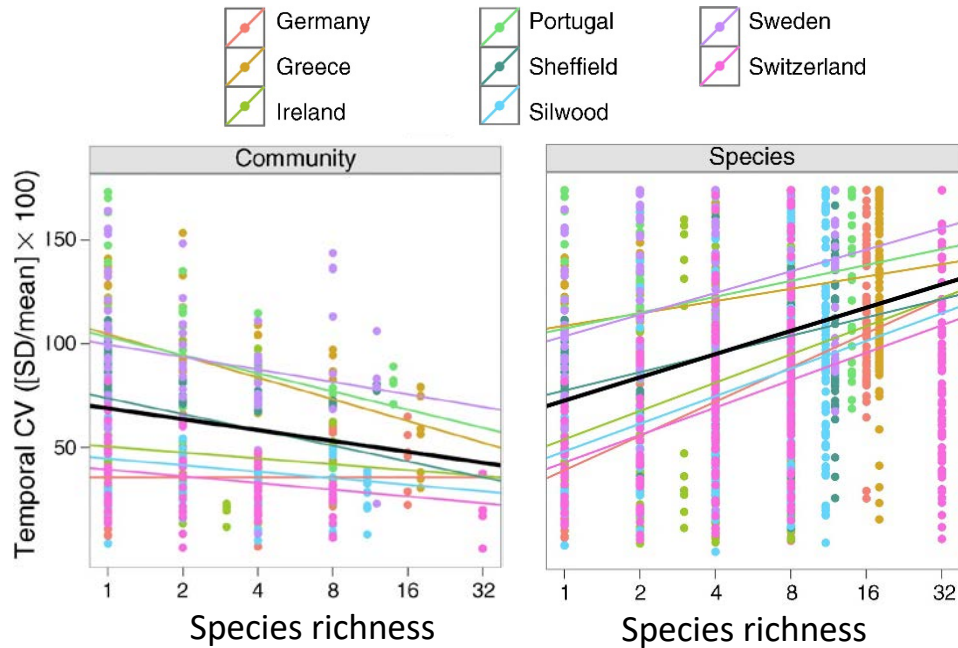 Germany
Greece
Ireland
Portugal
Sheffield
Silwood
Sweden
Switzerland
Community
Species
Temporal CV ([SD/mean] × 100)
150
100
50
1 2 4 8 16 32
1 2 4 8 16 32
Species richness
Species richness